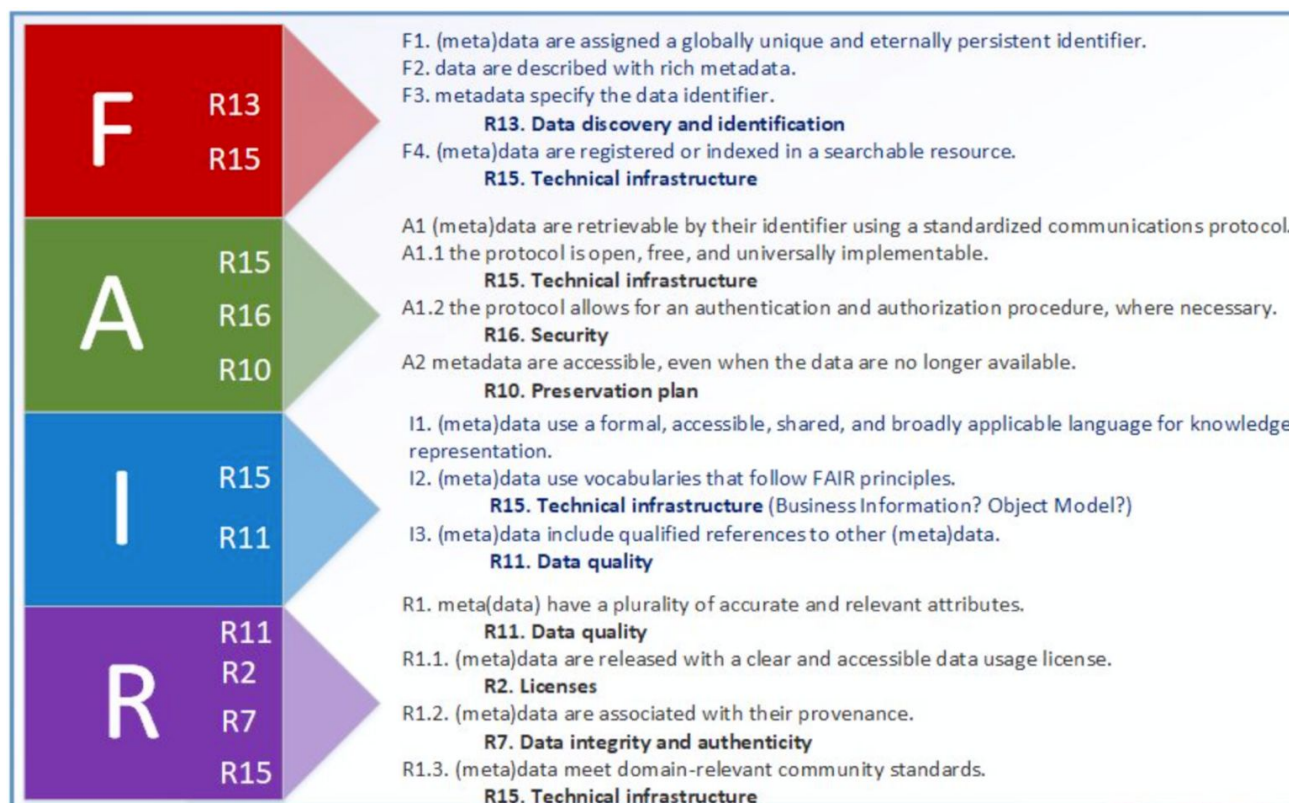 F
R13
R15
F1. (meta)data are assigned a globally unique and eternally persistent identifier.
F2. data are described with rich metadata.
F3. metadata specify the data identifier.
R13. Data discovery and identification
F4. (meta)data are registered or indexed in a searchable resource.
R15. Technical infrastructure
A
R15
R16
R10
A1 (meta)data are retrievable by their identifier using a standardized communications protocol.
A1.1 the protocol is open, free, and universally implementable.
R15. Technical infrastructure
A1.2 the protocol allows for an authentication and authorization procedure, where necessary.
R16. Security
A2 metadata are accessible, even when the data are no longer available.
R10. Preservation plan
I
R15
R11
I1. (meta)data use a formal, accessible, shared, and broadly applicable language for knowledge
representation.
I2. (meta)data use vocabularies that follow FAIR principles.
R15. Technical infrastructure (Business Information? Object Model?)
I3. (meta)data include qualified references to other (meta)data.
R11. Data quality
R
R11
R2
R7
R15
R1. meta(data) have a plurality of accurate and relevant attributes.
R11. Data quality
R1.1. (meta)data are released with a clear and accessible data usage license.
R2. Licenses
R1.2. (meta)data are associated with their provenance.
R7. Data integrity and authenticity
R1.3. (meta)data meet domain-relevant community standards.
R15. Technical infrastructure